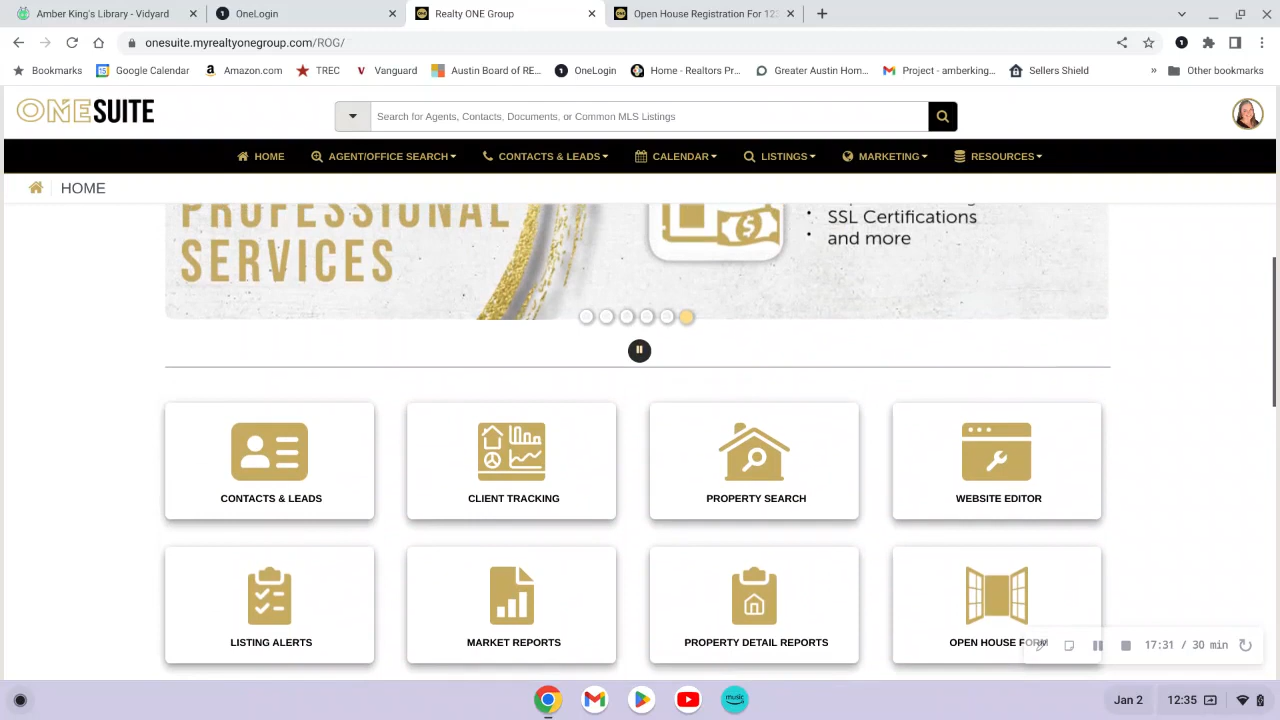 Amber King's Library - Vidyard
OneLogin
Realty ONE Group
Open Registration For 12
onesuite.myrealtyonegroup.com/ROG/
Bookmarks
Google Calendar
Amazon.com
TREC
Vanguard
Austin Board of RE...
OneLogin
Home - Realtors Pr...
Greater Austin Hom...
Project - amberking...
Sellers Shield
»
Other bookmarks
ONESUITE
Search for Agents, Contacts, Documents, or Common MLS Listings
HOME
AGENT/OFFICE SEARCH
CONTACTS & LEADS
CALENDAR
LISTINGS
MARKETING
RESOURCES
HOME
PROFESSIONAL
SERVICES
• SSL Certifications
• and more
CONTACTS & LEADS
CLIENT TRACKING
PROPERTY SEARCH
WEBSITE EDITOR
LISTING ALERTS
MARKET REPORTS
PROPERTY DETAIL REPORTS
OPEN HOUSE FORM
17:31 / 30 min
music
Jan 2
12:35